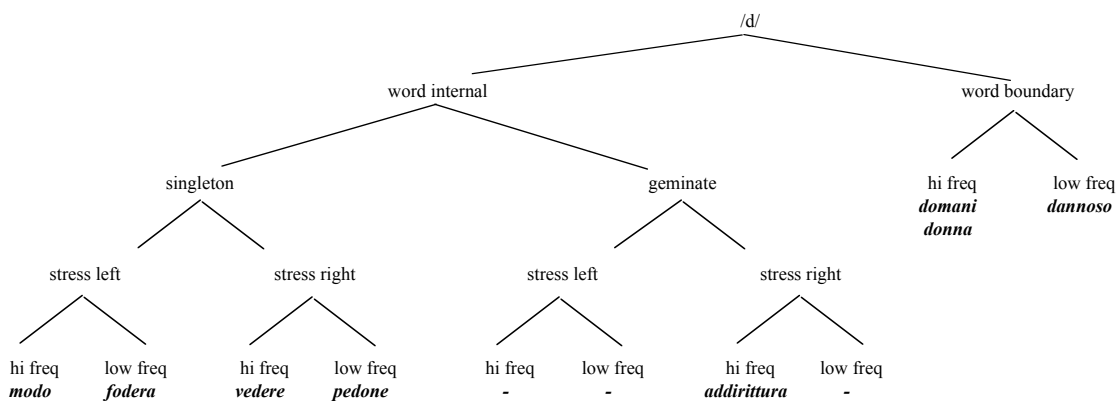 /d/
word internal word boundary
singleton geminate hi freq low freq
domani dannoso
donna
stress left stress right stress left stress right
hi freq low freq hi freq low freq hi freq low freq hi freq low freq
modo fodera vedere pedone - - addirittura -